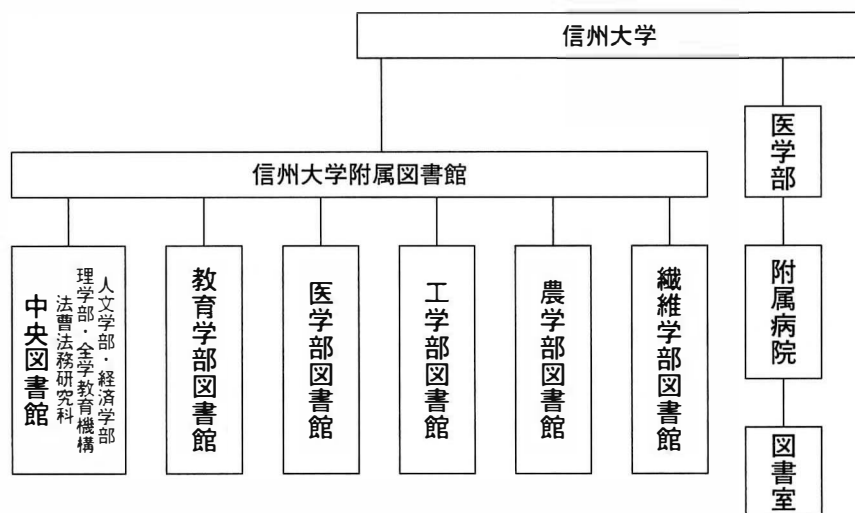 信州大学
医学部
信州大学附属図書館
人文学部・経済学部
理学部・全学教育機構
法曹法務研究科
中央図書館
教育学部図書館
医学部図書館
工学部図書館
農学部図書館
繊維学部図書館
附属病院
図書室